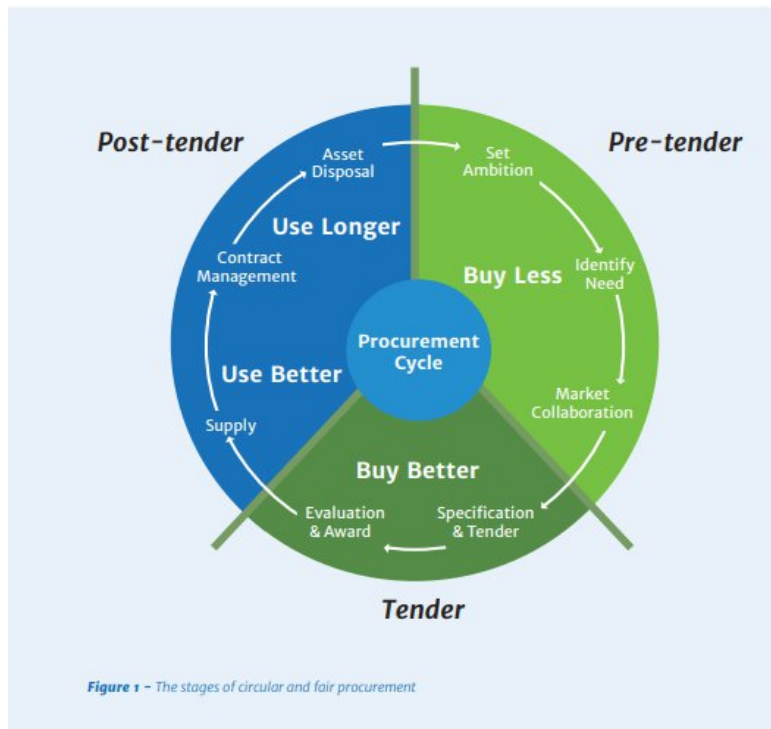 Post-tender
Pre-tender
Asset
Disposal
Set
Ambition
Use Longer
Contract
Management
Buy Less
Identify
Need
Procurement
Cycle
Use Better
Market
Collaboration
Supply
Buy Better
Evaluation
& Award
Specification
& Tender
Tender
Figure 1 – The stages of circular and fair procurement